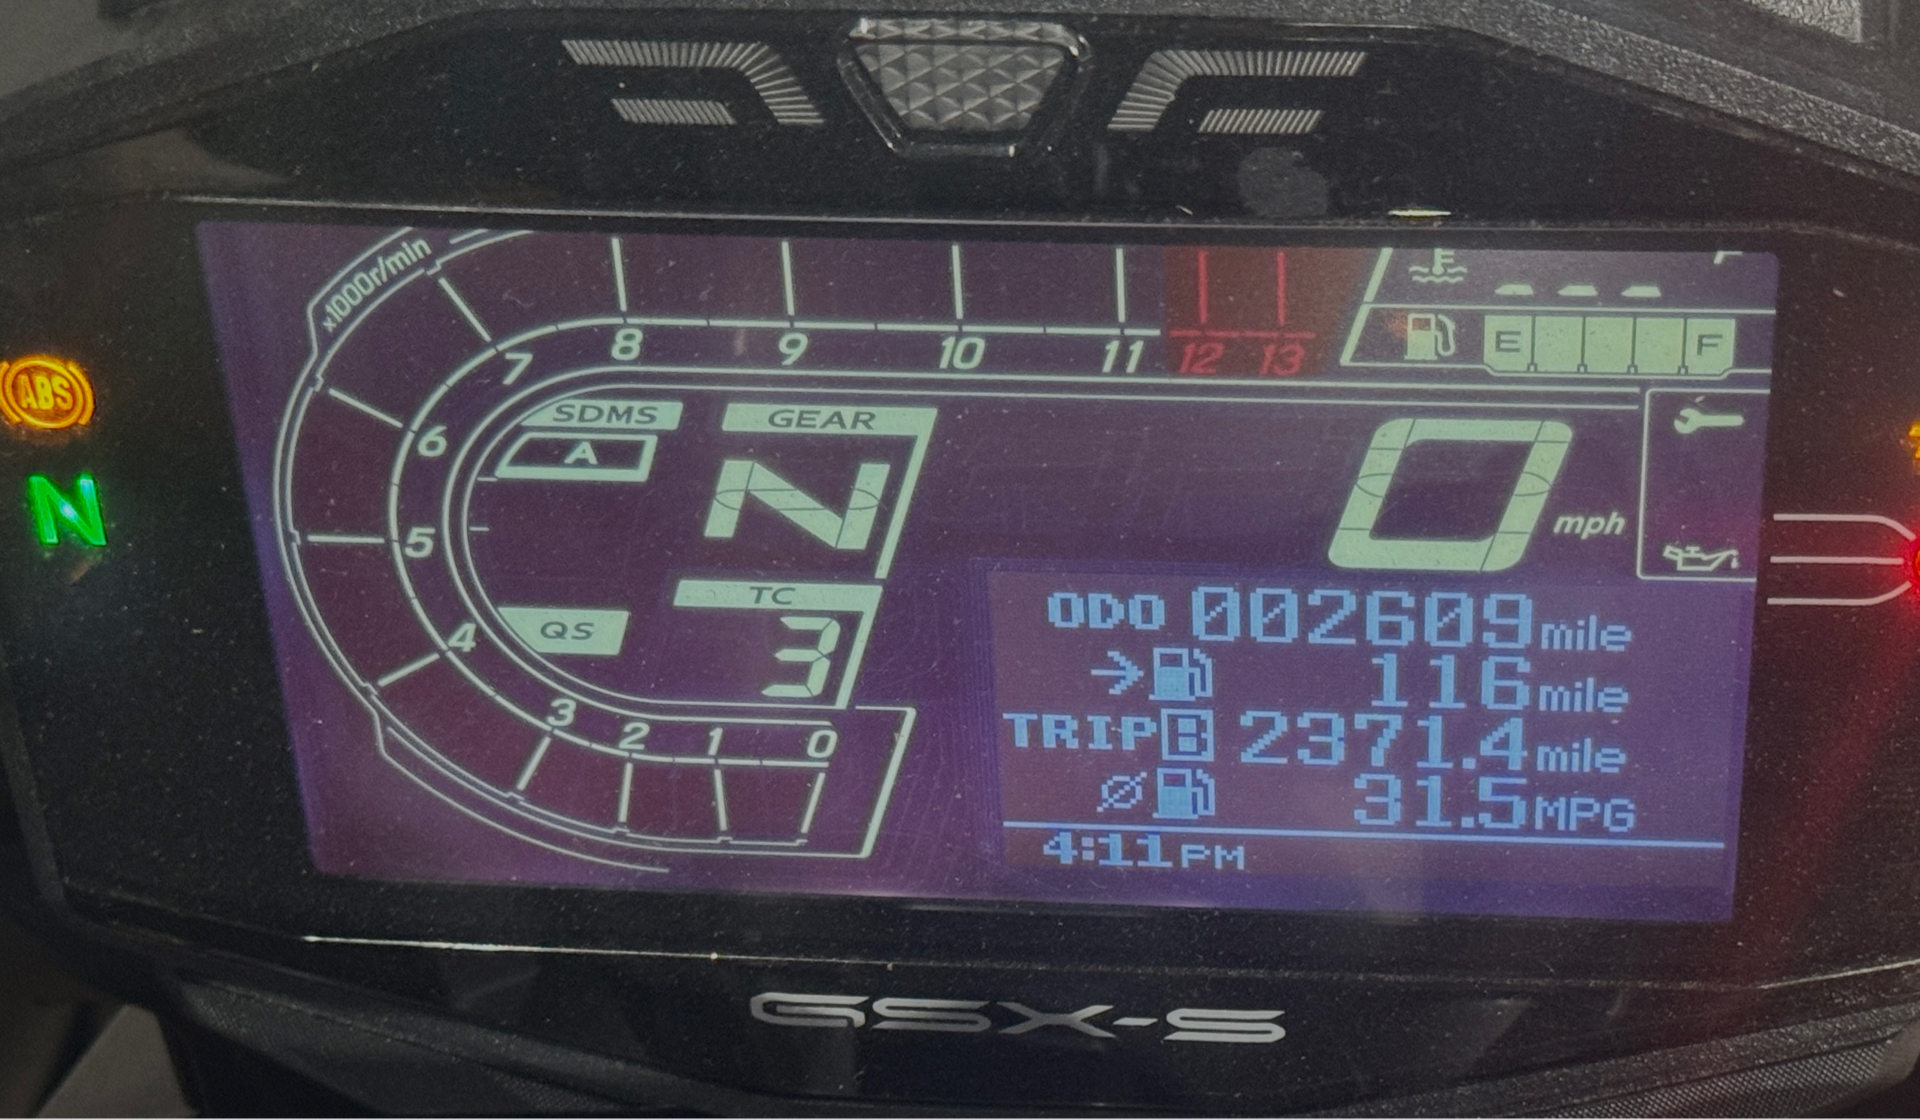 x1000r/min
8 9 10 11 12 13
7
6
5
4
3 2 1 0
E F
ABS
N
SDMS
A
GEAR
N
0 mph
QS
TC
3
ODO 002609 mile
116 mile
TRIP B 2371.4 mile
31.5 MPG
4:11 PM
GSX-S